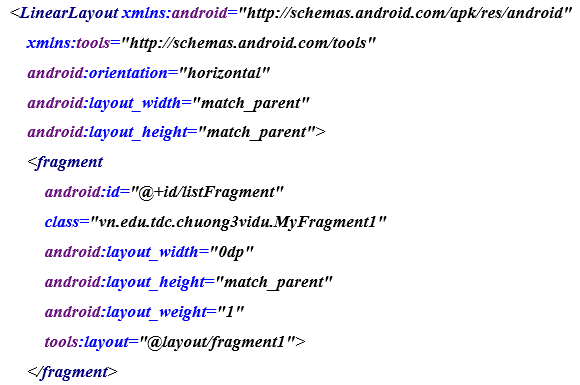 <LinearLayout xmlns:android="http://schemas.android.com/apk/res/android"
xmlns:tools="http://schemas.android.com/tools"
android:orientation="horizontal"
android:layout_width="match_parent"
android:layout_height="match_parent">
<fragment
android:id="@+id/listFragment"
class="vn.edu.tdc.chuong3vidu.MyFragment1"
android:layout_width="0dp"
android:layout_height="match_parent"
android:layout_weight="1"
tools:layout="@layout/fragment1">
</fragment>